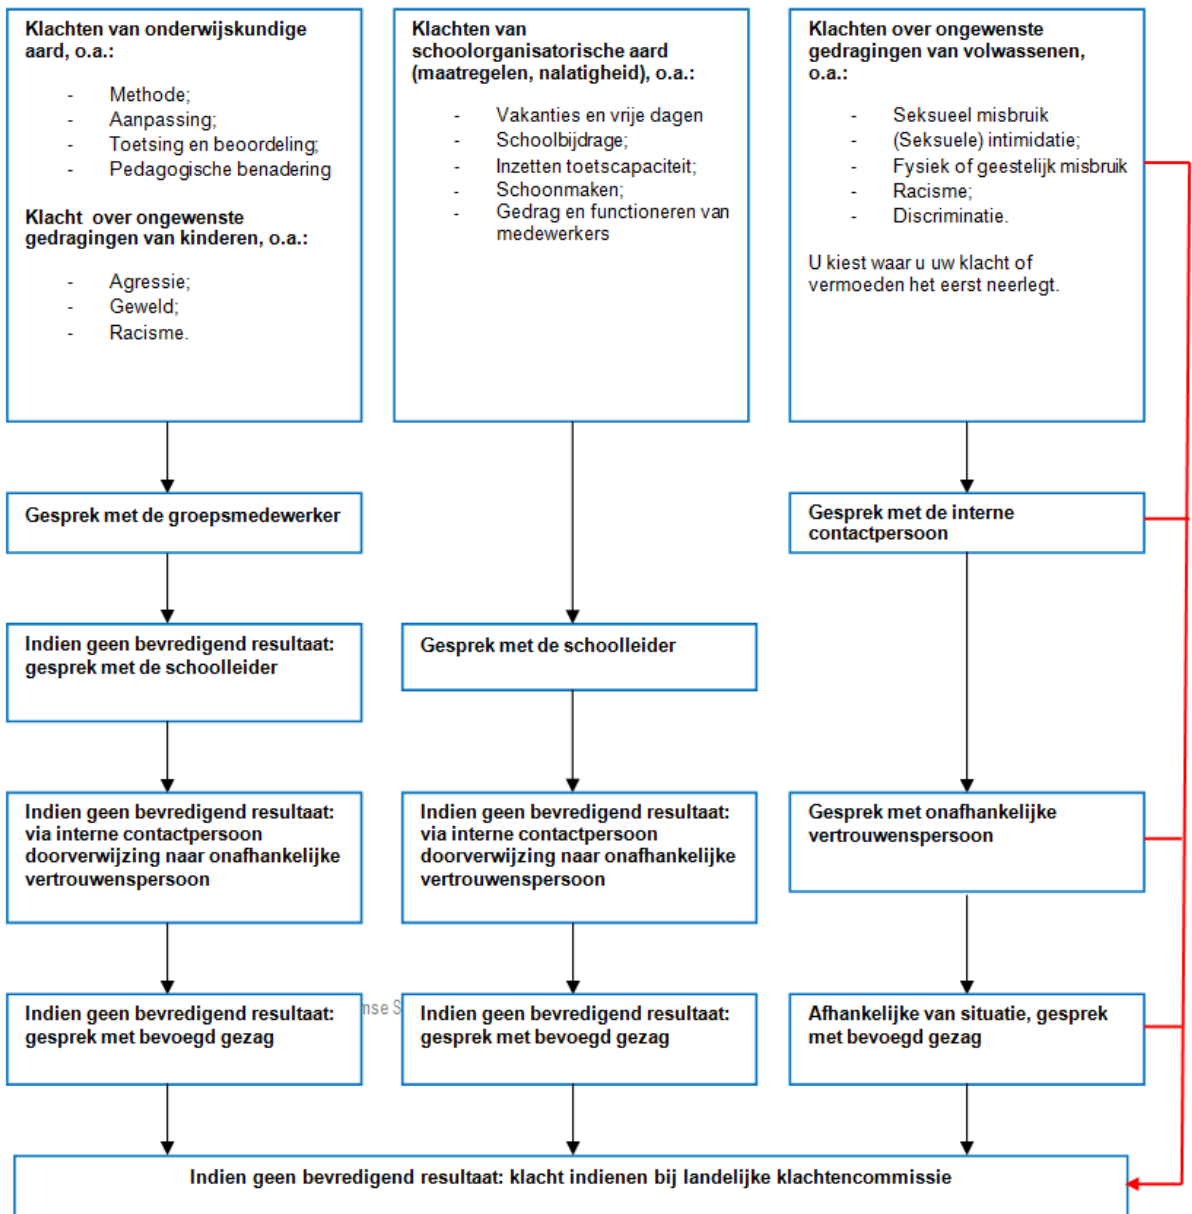 Klachten van onderwijskundige
aard, o.a.:
- Methode;
- Aanpassing;
- Toetsing en beoordeling;
- Pedagogische benadering
Klacht over ongewenste
gedragingen van kinderen, o.a.:
- Agressie;
- Geweld;
- Racisme.
Klachten van
schoolorganisatorische aard
(maatregelen, nalatigheid), o.a.:
- Vakanties en vrije dagen
- Schoolbijdrage;
- Inzetten toetscapaciteit;
- Schoonmaken;
- Gedrag en functioneren van
medewerkers
Klachten over ongewenste
gedragingen van volwassenen,
o.a.:
- Seksueel misbruik
- (Seksuele) intimidatie;
- Fysiek of geestelijk misbruik
- Racisme;
- Discriminatie.
U kiest waar u uw klacht of
vermoeden het eerst neerlegt.
Gesprek met de groepsmedewerker
Gesprek met de interne
contactpersoon
Indien geen bevredigend resultaat:
gesprek met de schoolleider
Gesprek met de schoolleider
Indien geen bevredigend resultaat:
via interne contactpersoon
doorverwijzing naar onafhankelijke
vertrouwenspersoon
Indien geen bevredigend resultaat:
via interne contactpersoon
doorverwijzing naar onafhankelijke
vertrouwenspersoon
Gesprek met onafhankelijke
vertrouwenspersoon
Indien geen bevredigend resultaat:
gesprek met bevoegd gezag
Indien geen bevredigend resultaat:
gesprek met bevoegd gezag
Afhankelijke van situatie, gesprek
met bevoegd gezag
Indien geen bevredigend resultaat: klacht indienen bij landelijke klachtencommissie